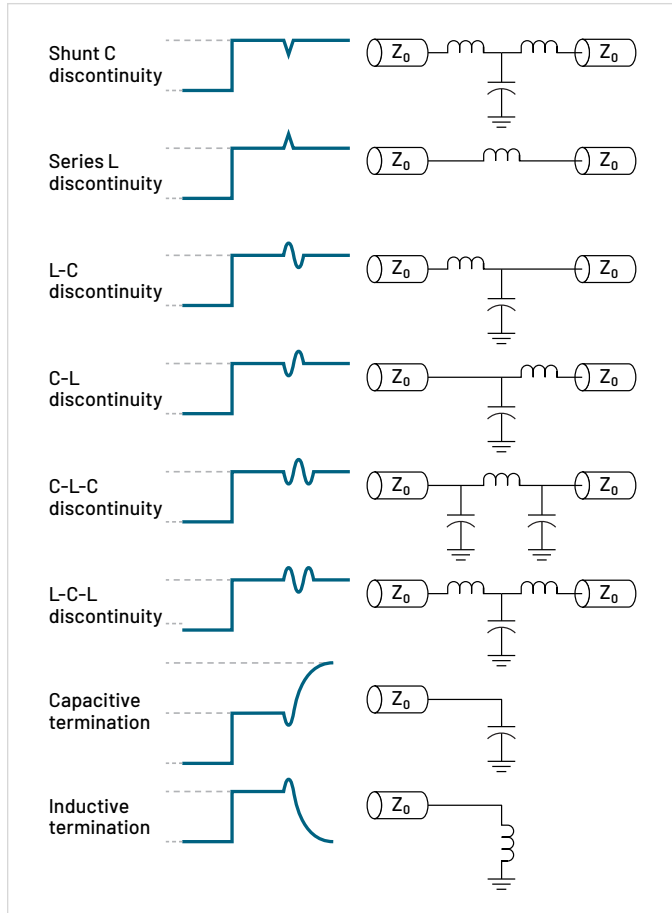 Shunt C
discontinuity
Z₀ Z₀
Series L
discontinuity
Z₀ Z₀
L-C
discontinuity
Z₀ Z₀
C-L
discontinuity
Z₀ Z₀
C-L-C
discontinuity
Z₀ Z₀
L-C-L
discontinuity
Z₀ Z₀
Capacitive
termination
Z₀
Inductive
termination
Z₀